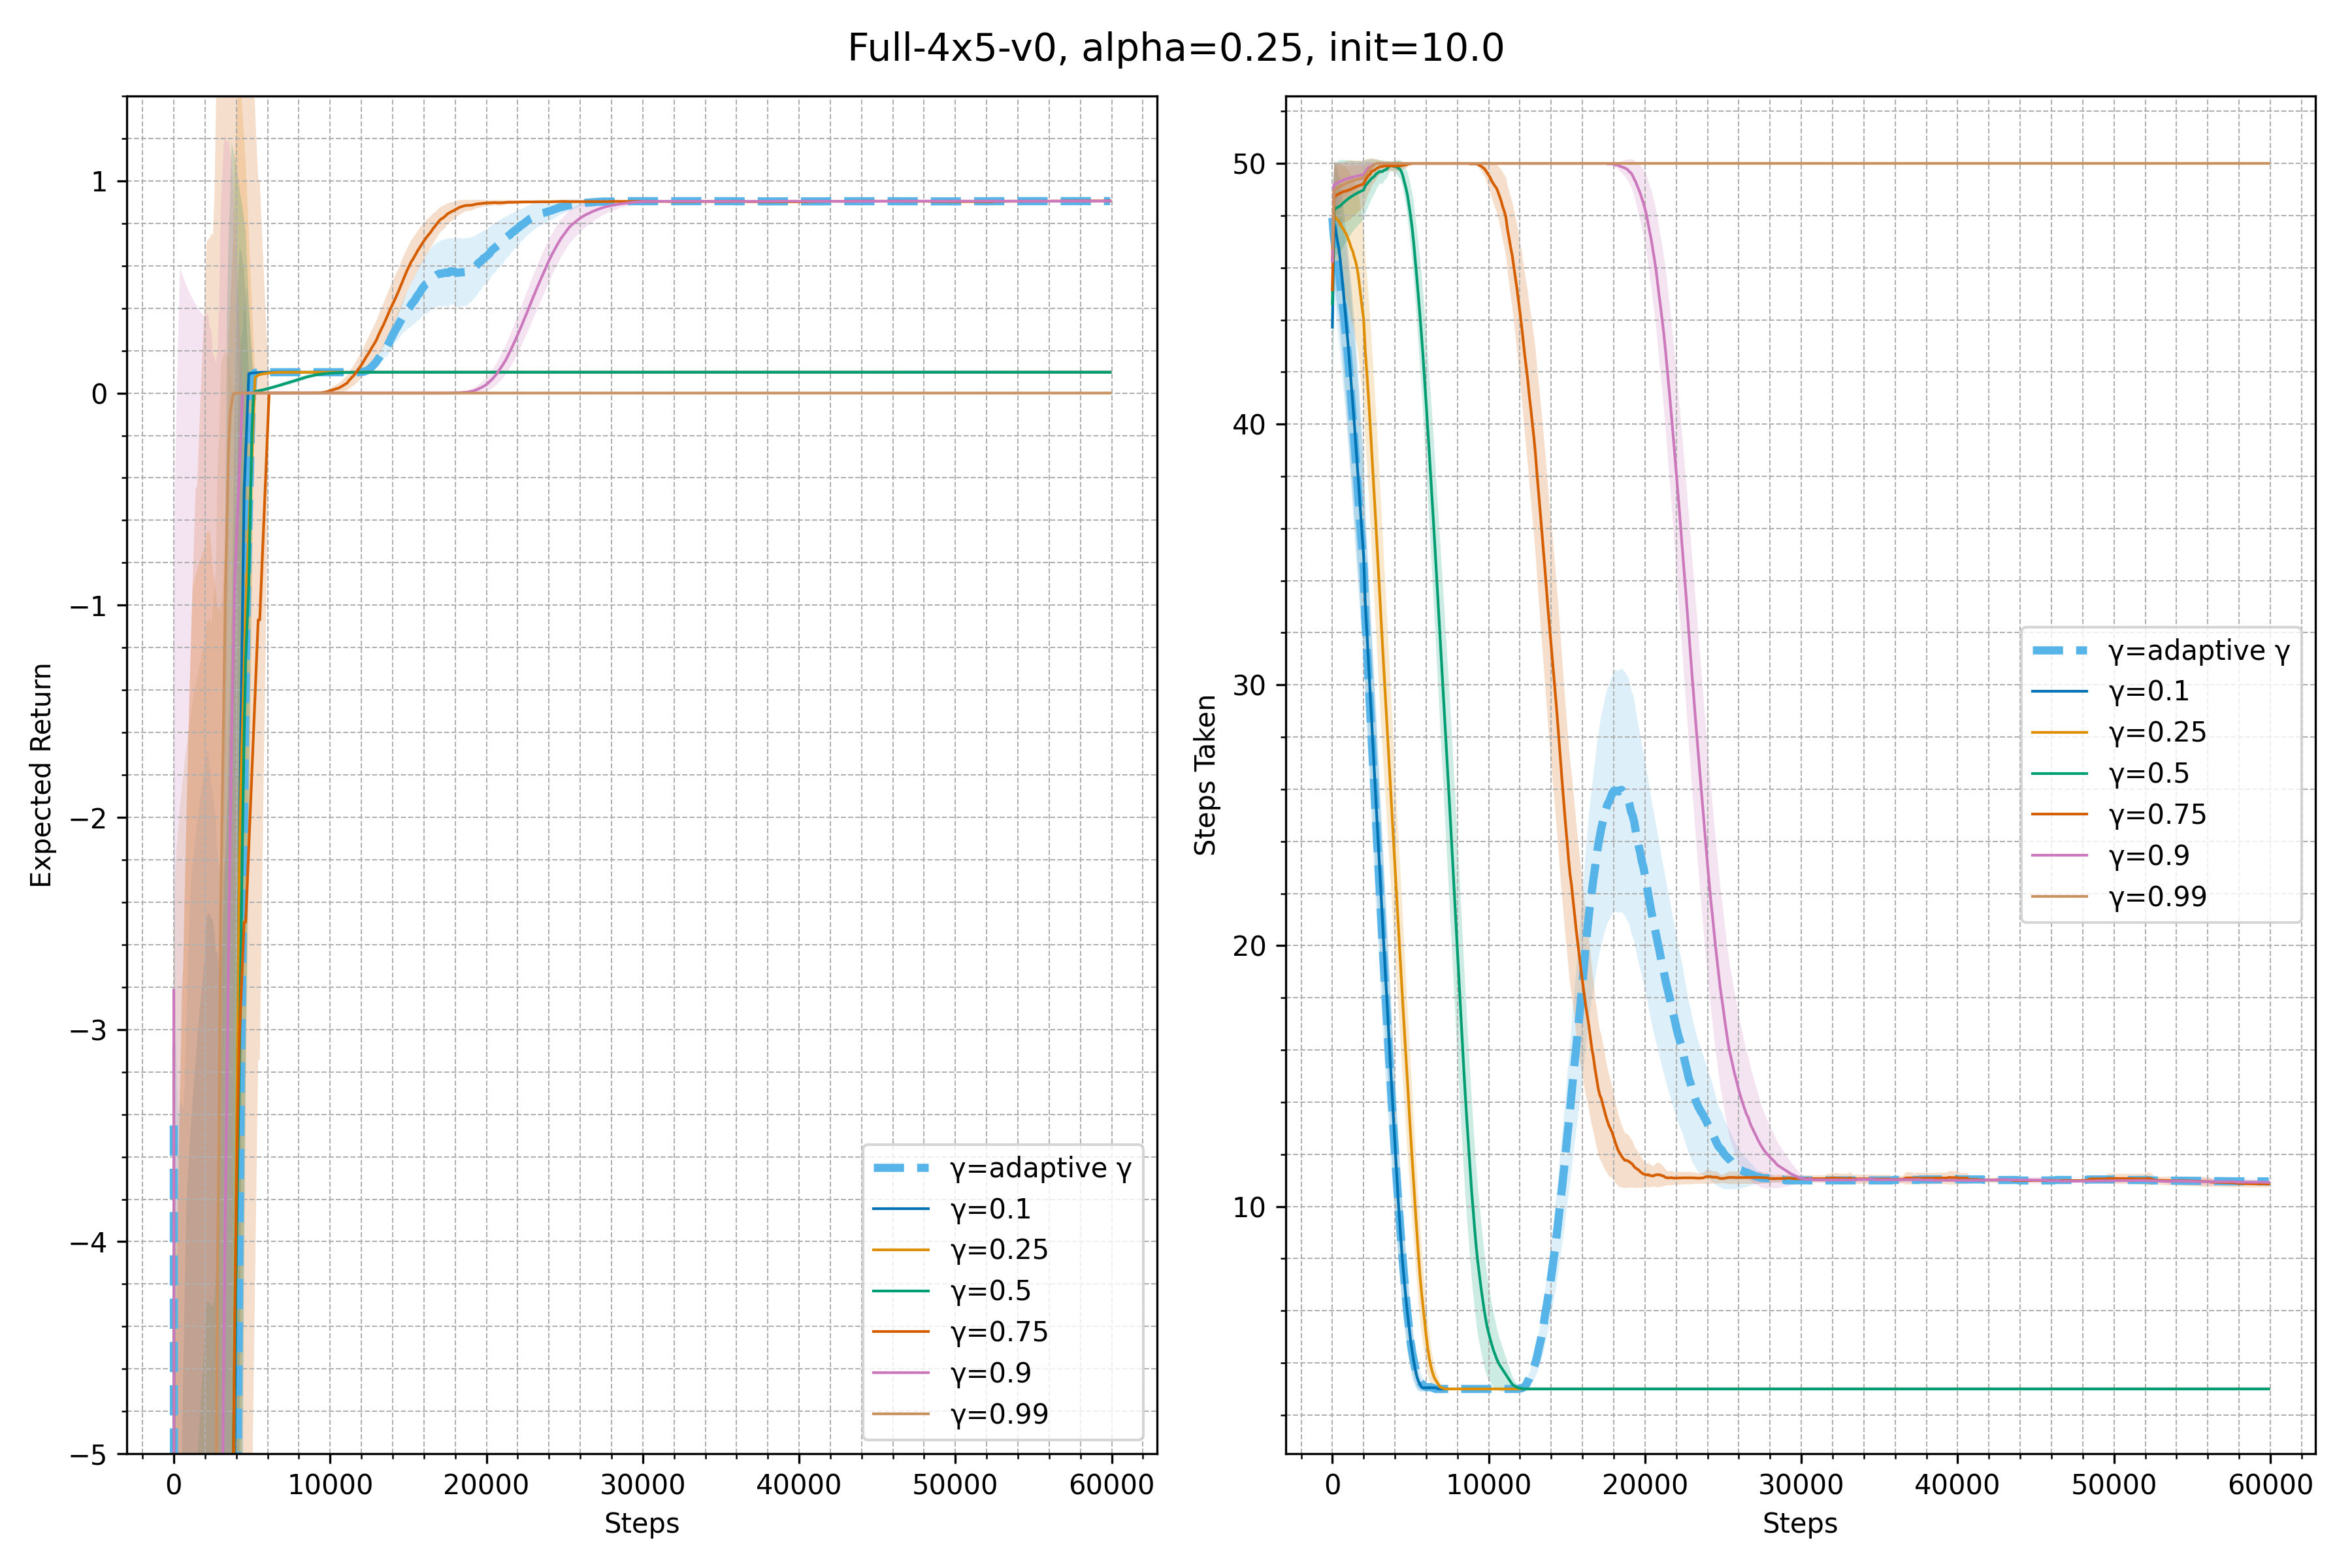 Full-4x5-v0, alpha=0.25, init=10.0
Expected Return
1
0
−1
−2
−3
−4
−5
0 10000 20000 30000 40000 50000 60000
Steps
γ=adaptive γ
γ=0.1
γ=0.25
γ=0.5
γ=0.75
γ=0.9
γ=0.99
Steps Taken
50
40
30
20
10
0 10000 20000 30000 40000 50000 60000
Steps
γ=adaptive γ
γ=0.1
γ=0.25
γ=0.5
γ=0.75
γ=0.9
γ=0.99